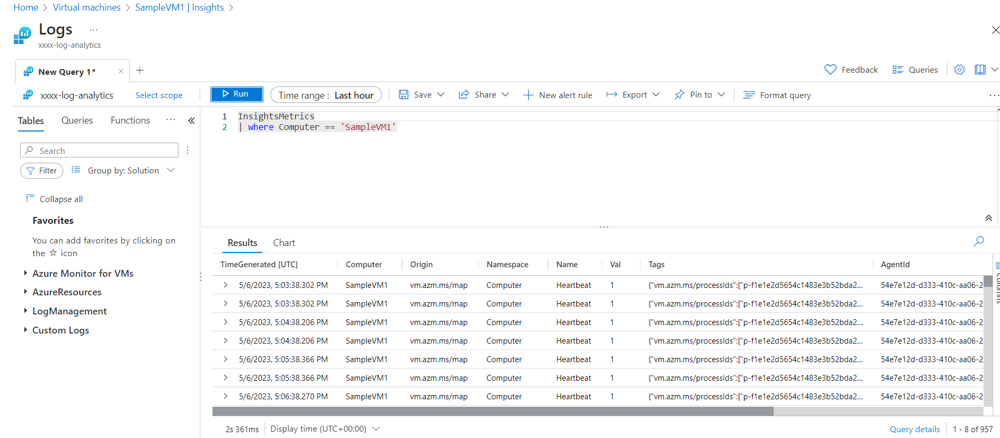 Home > Virtual machines > SampleVM1 | Insights >
Logs ...
xxxx-log-analytics
New Query 1*
Feedback Queries
xxxx-log-analytics Select scope Run Time range : Last hour Save Share New alert rule Export Pin to Format query ...
Tables Queries Functions ...
1 InsightsMetrics
2 | where Computer == 'SampleVM1'
Search
Filter Group by: Solution
Collapse all
Favorites
You can add favorites by clicking on
the ☆ icon
Azure Monitor for VMs
AzureResources
LogManagement
Custom Logs
Results Chart
TimeGenerated [UTC] Computer Origin Namespace Name Val Tags AgentId
5/6/2023, 5:03:38.302 PM SampleVM1 vm.azm.ms/map Computer Heartbeat 1 {"vm.azm.ms/processIds":["p-f1e1e2d5654c1483e3b52bda2... 54e7e12d-d333-410c-aa06-2
5/6/2023, 5:03:38.302 PM SampleVM1 vm.azm.ms/map Computer Heartbeat 1 {"vm.azm.ms/processIds":["p-f1e1e2d5654c1483e3b52bda2... 54e7e12d-d333-410c-aa06-2
5/6/2023, 5:04:38.206 PM SampleVM1 vm.azm.ms/map Computer Heartbeat 1 {"vm.azm.ms/processIds":["p-f1e1e2d5654c1483e3b52bda2... 54e7e12d-d333-410c-aa06-2
5/6/2023, 5:04:38.206 PM SampleVM1 vm.azm.ms/map Computer Heartbeat 1 {"vm.azm.ms/processIds":["p-f1e1e2d5654c1483e3b52bda2... 54e7e12d-d333-410c-aa06-2
5/6/2023, 5:05:38.366 PM SampleVM1 vm.azm.ms/map Computer Heartbeat 1 {"vm.azm.ms/processIds":["p-f1e1e2d5654c1483e3b52bda2... 54e7e12d-d333-410c-aa06-2
5/6/2023, 5:05:38.366 PM SampleVM1 vm.azm.ms/map Computer Heartbeat 1 {"vm.azm.ms/processIds":["p-f1e1e2d5654c1483e3b52bda2... 54e7e12d-d333-410c-aa06-2
5/6/2023, 5:06:38.270 PM SampleVM1 vm.azm.ms/map Computer Heartbeat 1 {"vm.azm.ms/processIds":["p-f1e1e2d5654c1483e3b52bda2... 54e7e12d-d333-410c-aa06-2
Columns
2s 361ms Display time (UTC+00:00) Query details 1 - 8 of 957